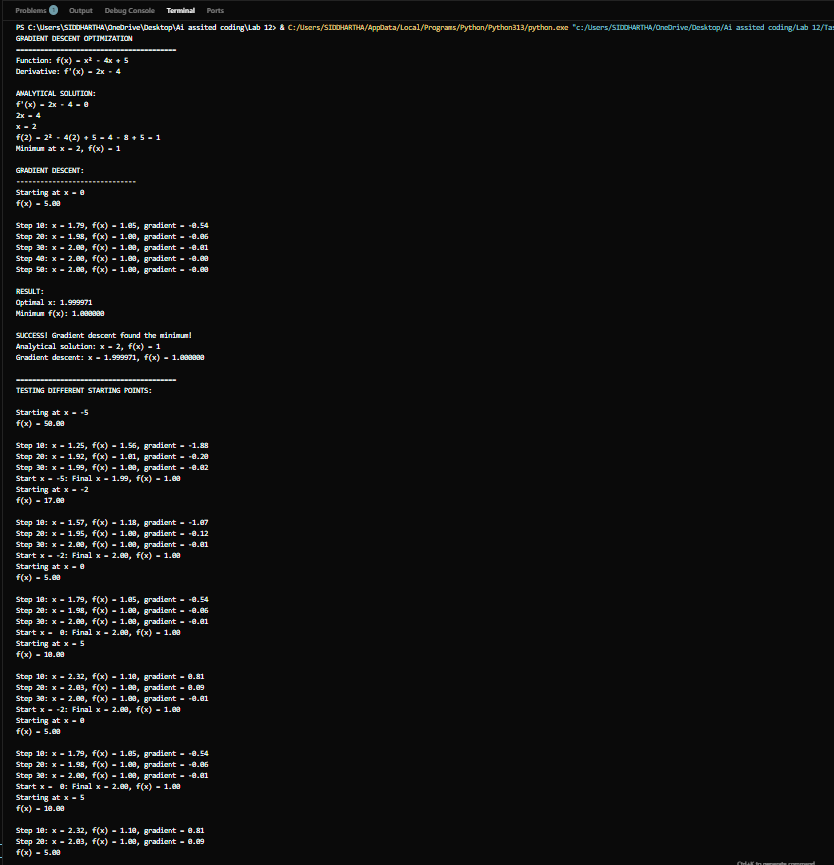 Problems 1 Output Debug Console Terminal Ports
PS C:\Users\SIDDHARTHA\OneDrive\Desktop\Ai assited coding\Lab 12> & C:/Users/SIDDHARTHA/AppData/Local/Programs/Python/Python313/python.exe "c:/Users/SIDDHARTHA/OneDrive/Desktop/Ai assited coding/Lab 12/Tas
GRADIENT DESCENT OPTIMIZATION
========================================
Function: f(x) = x² - 4x + 5
Derivative: f'(x) = 2x - 4
ANALYTICAL SOLUTION:
f'(x) = 2x - 4 = 0
2x = 4
x = 2
f(2) = 2² - 4(2) + 5 = 4 - 8 + 5 = 1
Minimum at x = 2, f(x) = 1
GRADIENT DESCENT:
------------------------------
Starting at x = 0
f(x) = 5.00
Step 10: x = 1.79, f(x) = 1.05, gradient = -0.54
Step 20: x = 1.98, f(x) = 1.00, gradient = -0.06
Step 30: x = 2.00, f(x) = 1.00, gradient = -0.01
Step 40: x = 2.00, f(x) = 1.00, gradient = -0.00
Step 50: x = 2.00, f(x) = 1.00, gradient = -0.00
RESULT:
Optimal x: 1.999971
Minimum f(x): 1.000000
SUCCESS! Gradient descent found the minimum!
Analytical solution: x = 2, f(x) = 1
Gradient descent: x = 1.999971, f(x) = 1.000000
========================================
TESTING DIFFERENT STARTING POINTS:
Starting at x = -5
f(x) = 50.00
Step 10: x = 1.25, f(x) = 1.56, gradient = -1.88
Step 20: x = 1.92, f(x) = 1.01, gradient = -0.20
Step 30: x = 1.99, f(x) = 1.00, gradient = -0.02
Start x = -5: Final x = 1.99, f(x) = 1.00
Starting at x = -2
f(x) = 17.00
Step 10: x = 1.57, f(x) = 1.18, gradient = -1.07
Step 20: x = 1.95, f(x) = 1.00, gradient = -0.12
Step 30: x = 2.00, f(x) = 1.00, gradient = -0.01
Start x = -2: Final x = 2.00, f(x) = 1.00
Starting at x = 0
f(x) = 5.00
Step 10: x = 1.79, f(x) = 1.05, gradient = -0.54
Step 20: x = 1.98, f(x) = 1.00, gradient = -0.06
Step 30: x = 2.00, f(x) = 1.00, gradient = -0.01
Start x =  0: Final x = 2.00, f(x) = 1.00
Starting at x = 5
f(x) = 10.00
Step 10: x = 2.32, f(x) = 1.10, gradient = 0.81
Step 20: x = 2.03, f(x) = 1.00, gradient = 0.09
Step 30: x = 2.00, f(x) = 1.00, gradient = -0.01
Start x = -2: Final x = 2.00, f(x) = 1.00
Starting at x = 0
f(x) = 5.00
Step 10: x = 1.79, f(x) = 1.05, gradient = -0.54
Step 20: x = 1.98, f(x) = 1.00, gradient = -0.06
Step 30: x = 2.00, f(x) = 1.00, gradient = -0.01
Start x =  0: Final x = 2.00, f(x) = 1.00
Starting at x = 5
f(x) = 10.00
Step 10: x = 2.32, f(x) = 1.10, gradient = 0.81
Step 20: x = 2.03, f(x) = 1.00, gradient = 0.09
f(x) = 5.00